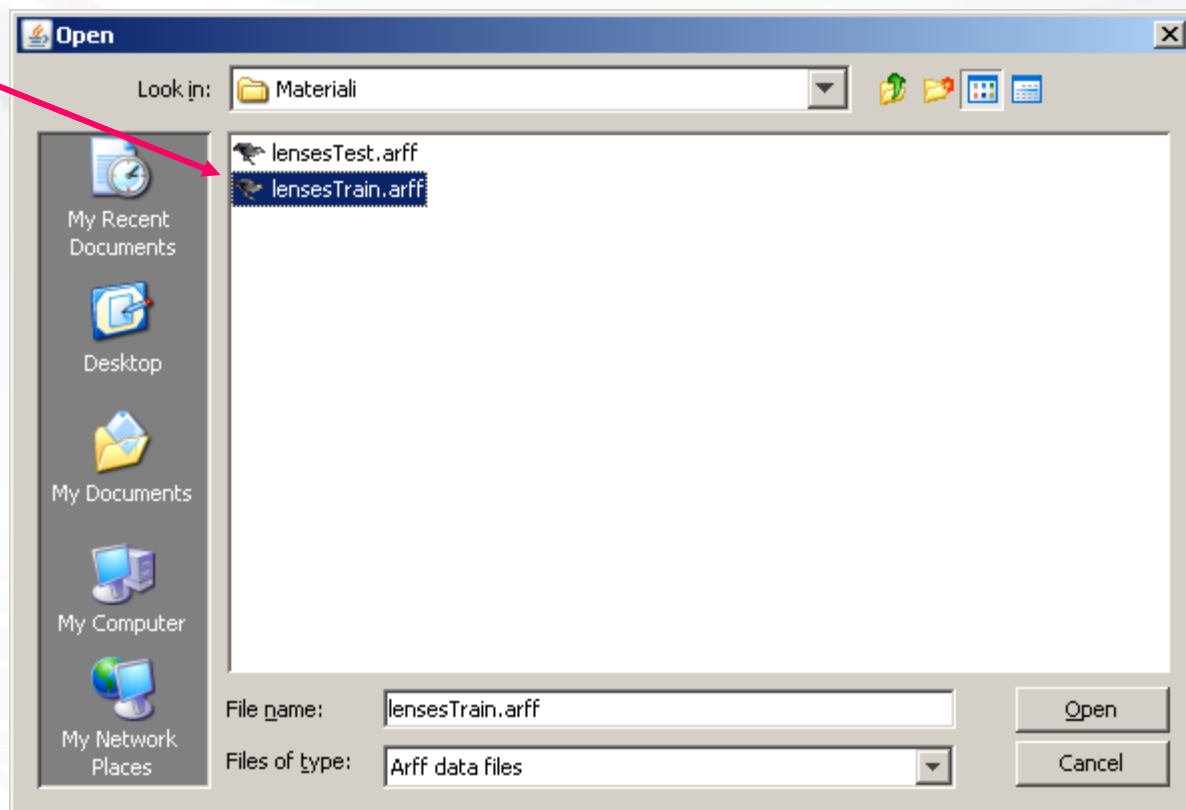 Open
Look in: Materiali
lensesTest.arff
lensesTrain.arff
My Recent
Documents
Desktop
My Documents
My Computer
My Network
Places
File name: lensesTrain.arff Open
Files of type: Arff data files Cancel